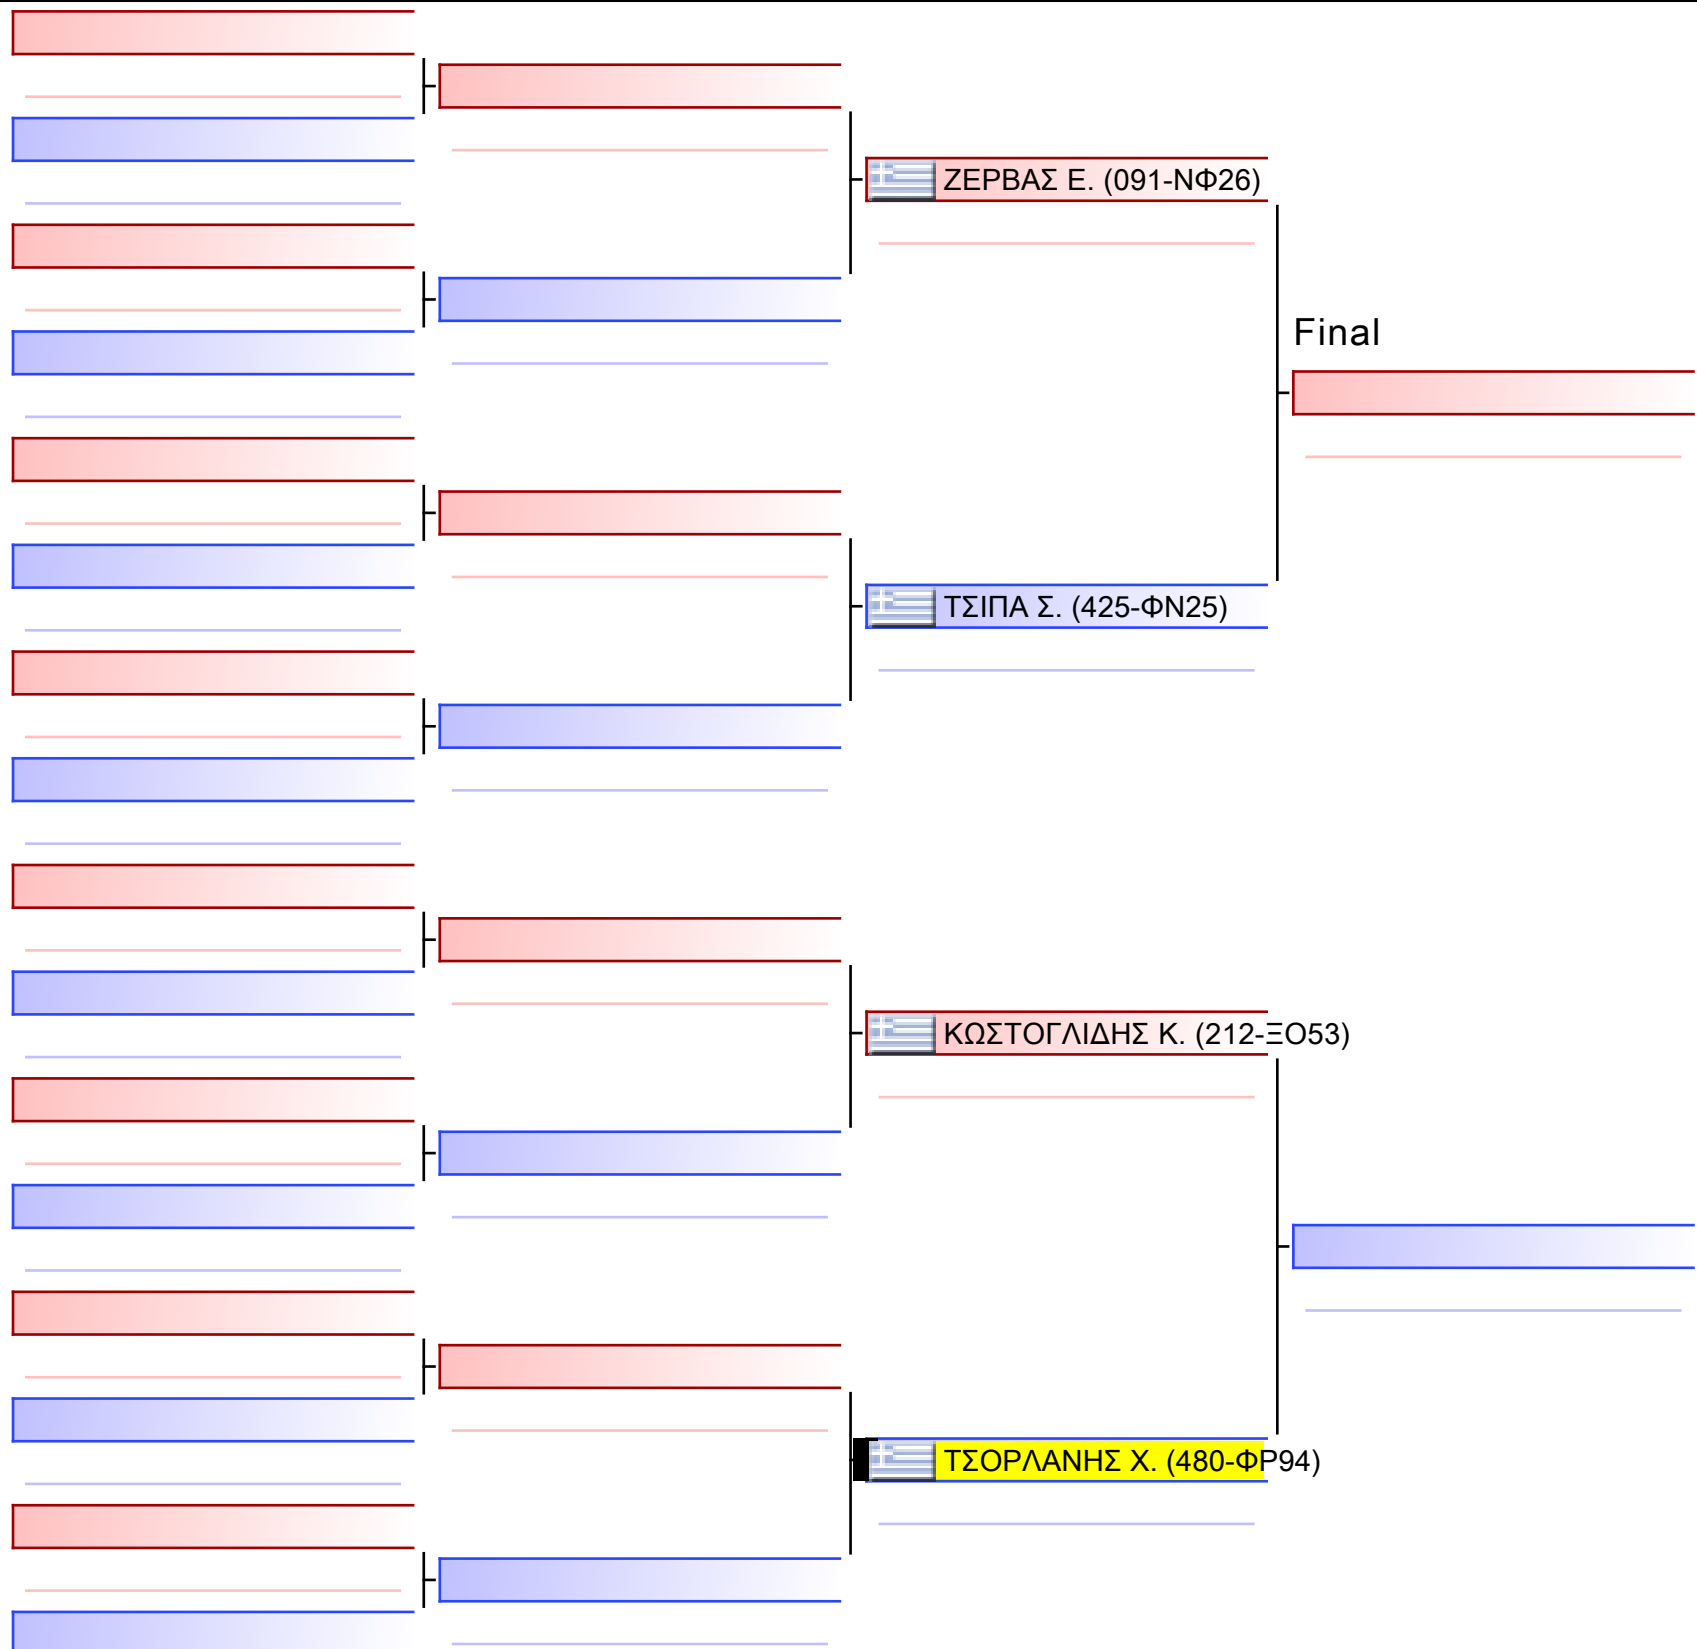 ΖΕΡΒΑΣ Ε. (091-ΝΦ26)
Final
ΤΣΙΠΑ Σ. (425-ΦΝ25)
ΚΩΣΤΟΓΛΙΔΗΣ Κ. (212-ΞΟ53)
ΤΣΟΡΛΑΝΗΣ Χ. (480-ΦΡ94)